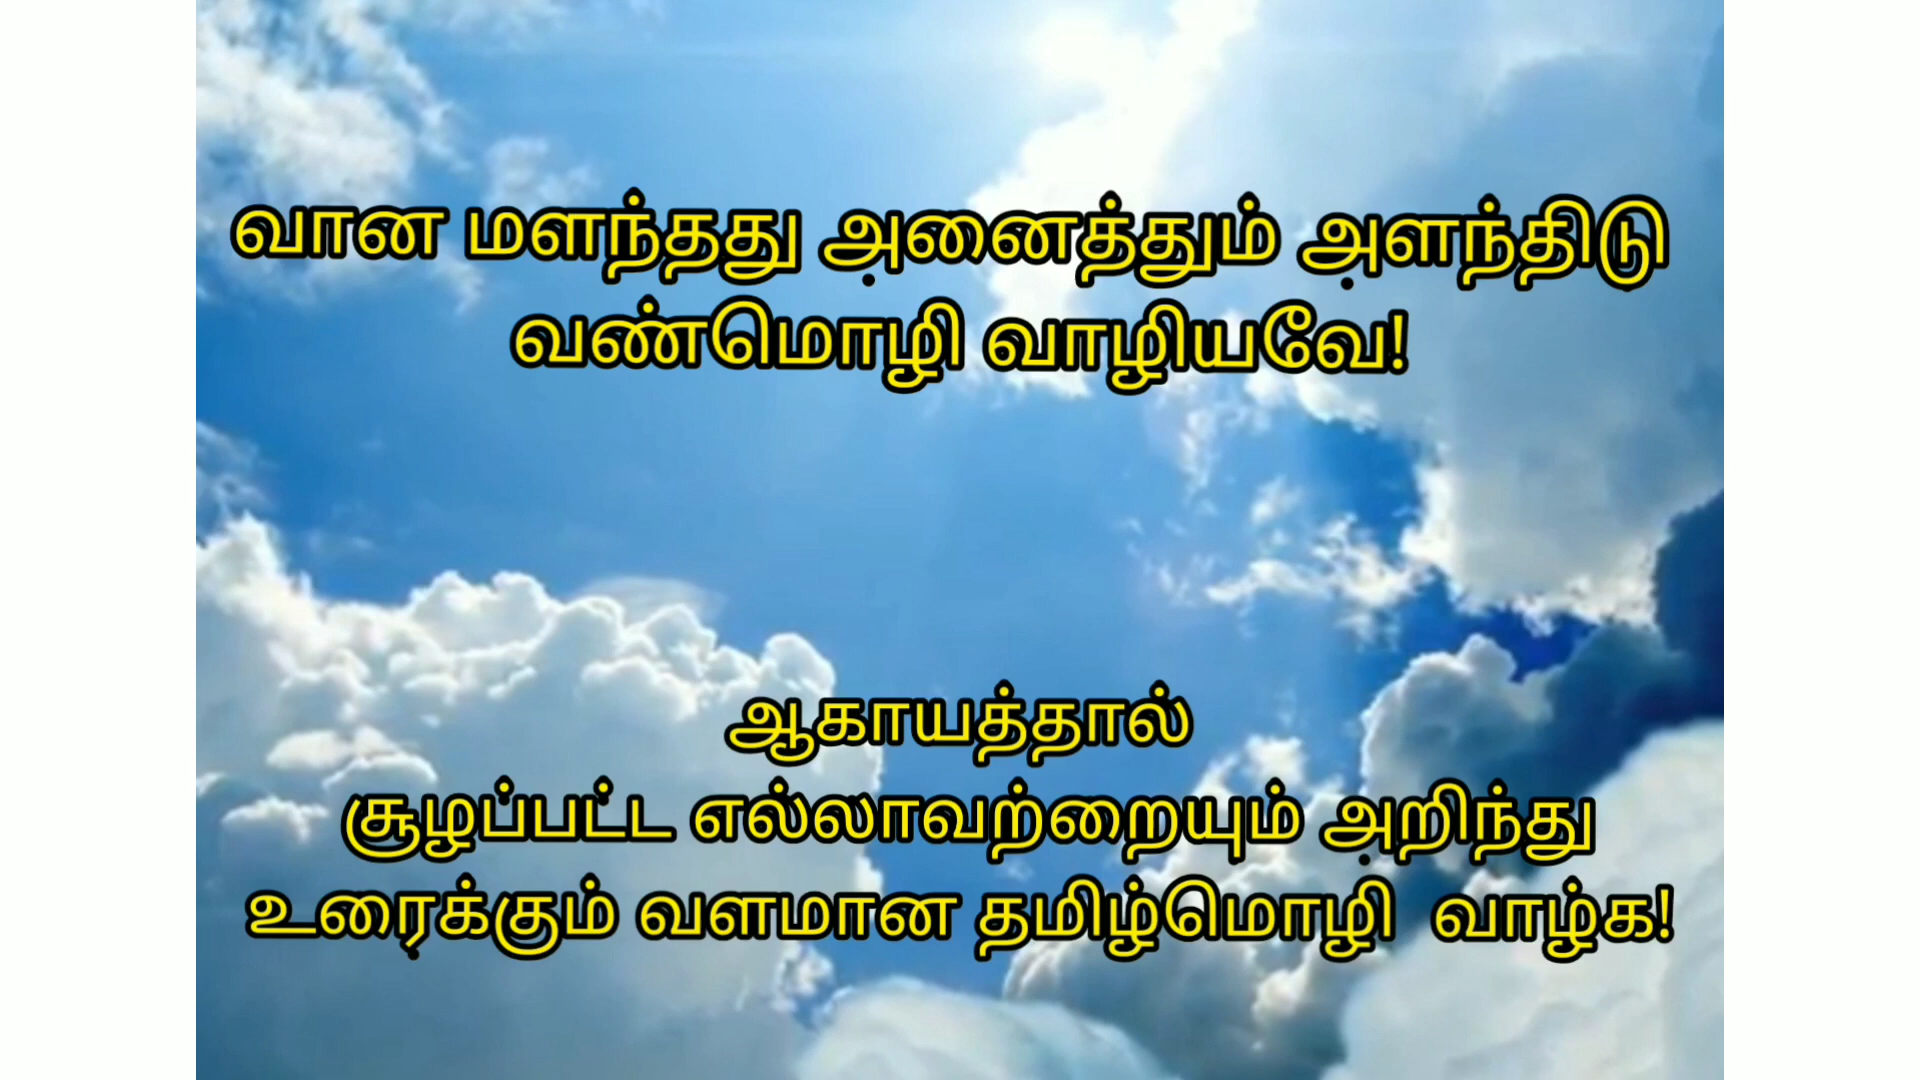 வான மளந்தது அனைத்தும் அளந்திடு
வண்மொழி வாழியவே!
ஆகாயத்தால்
சூழப்பட்ட எல்லாவற்றையும் அறிந்து
உரைக்கும் வளமான தமிழ்மொழி வாழ்க!